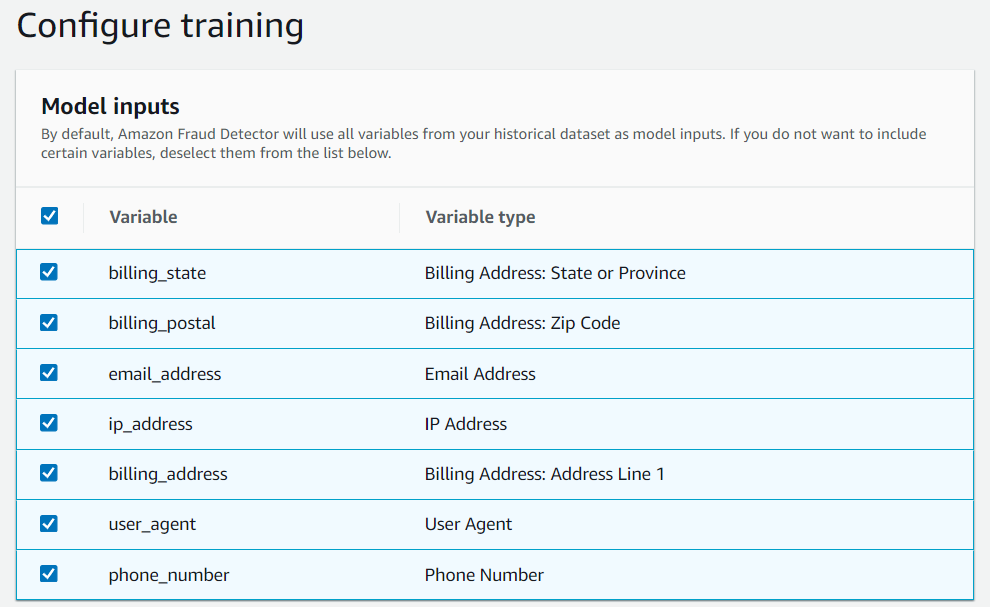 Configure training
Model inputs
By default, Amazon Fraud Detector will use all variables from your historical dataset as model inputs. If you do not want to include
certain variables, deselect them from the list below.
Variable Variable type
billing_state Billing Address: State or Province
billing_postal Billing Address: Zip Code
email_address Email Address
ip_address IP Address
billing_address Billing Address: Address Line 1
user_agent User Agent
phone_number Phone Number